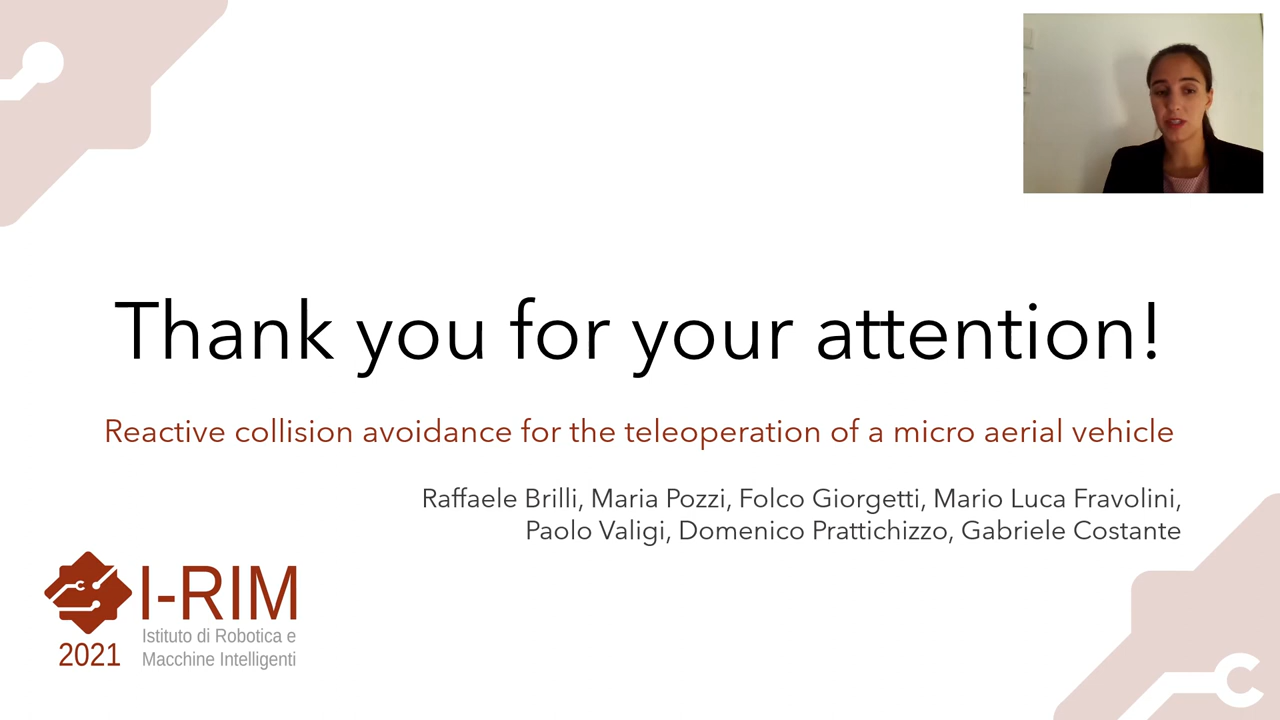 Thank you for your attention!
Reactive collision avoidance for the teleoperation of a micro aerial vehicle
Raffaele Brilli, Maria Pozzi, Folco Giorgetti, Mario Luca Fravolini,
Paolo Valigi, Domenico Prattichizzo, Gabriele Costante
I-RIM
Istituto di Robotica e
2021
Macchine Intelligenti